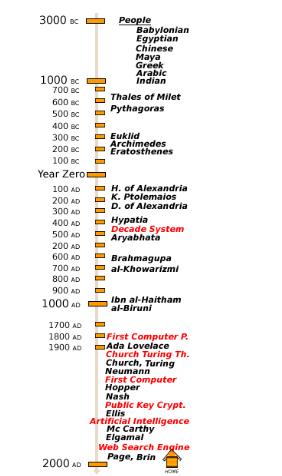 3000 BC
People
Babylonian
Egyptian
Chinese
Maya
Greek
Arabic
Indian
1000 BC
700 BC
Thales of Milet
600 BC
Pythagoras
500 BC
400 BC
300 BC
Euklid
Archimedes
200 BC
Eratosthenes
100 BC
Year Zero
100 AD
H. of Alexandria
K. Ptolemaios
200 AD
D. of Alexandria
300 AD
Hypatia
400 AD
Decade System
500 AD
Aryabhata
200 AD
600 AD
Brahmagupa
700 AD
al-Khowarizmi
800 AD
900 AD
Ibn al-Haitham
1000 AD
al-Biruni
1700 AD
1800 AD
First Computer P.
1900 AD
Ada Lovelace
Church Turing Th.
Church, Turing
Neumann
First Computer
Hopper
Nash
Public Key Crypt.
Ellis
Artificial Intelligence
Mc Carthy
Elgamal
Web Search Engine
Page, Brin
2000 AD
HOME